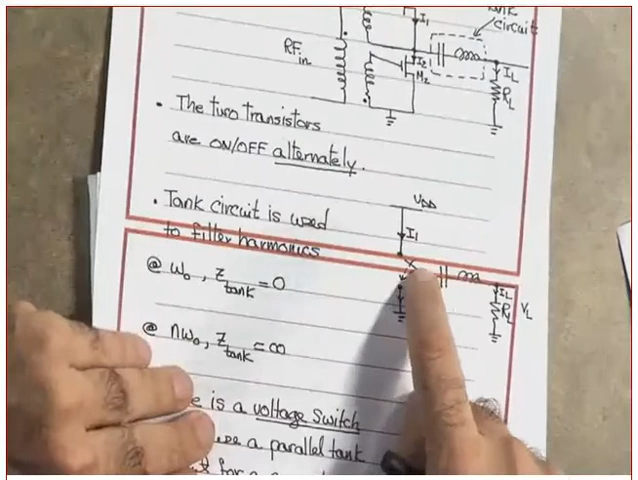 circuit
I1
RF
in
I2
M2
IL
RL
• The two transistors
are ON/OFF alternately.
VDD
• Tank circuit is used
to filter harmonics
I1
@ ω0, Ztank = 0
IL
RL
VL
@ nω0, Ztank = ∞
is a voltage switch
a parallel tank
for a